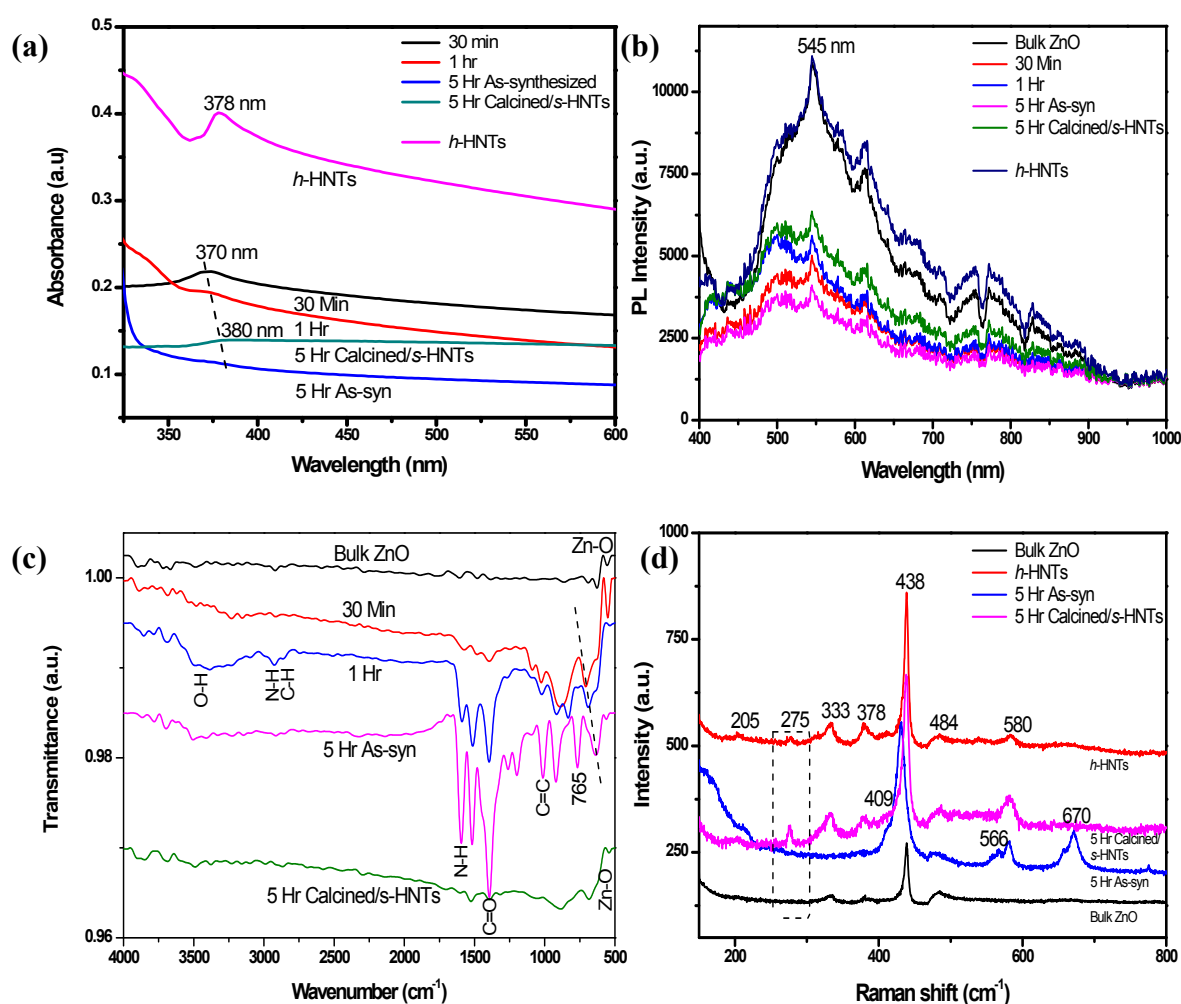 (a)
0.5
0.4
0.3
0.2
0.1
Absorbance (a.u)
30 min
1 hr
5 Hr As-synthesized
5 Hr Calcined/s-HNTs
h-HNTs
378 nm
h-HNTs
370 nm
30 Min
380 nm
1 Hr
5 Hr Calcined/s-HNTs
5 Hr As-syn
350 400 450 500 550 600
Wavelength (nm)
(b)
10000
7500
5000
2500
0
PL Intensity (a.u.)
545 nm
Bulk ZnO
30 Min
1 Hr
5 Hr As-syn
5 Hr Calcined/s-HNTs
h-HNTs
400 500 600 700 800 900 1000
Wavelength (nm)
(c)
1.00
0.98
0.96
Transmittance (a.u.)
Bulk ZnO
Zn-O
30 Min
1 Hr
O-H
N-H
C-H
5 Hr As-syn
N-H
C=O
C=C
765
5 Hr Calcined/s-HNTs
Zn-O
4000 3500 3000 2500 2000 1500 1000 500
Wavenumber (cm-1)
(d)
1000
750
500
250
Intensity (a.u.)
Bulk ZnO
h-HNTs
5 Hr As-syn
5 Hr Calcined/s-HNTs
438
205
275
333
378
484
580
h-HNTs
409
566
670
5 Hr Calcined/
s-HNTs
5 Hr As-syn
Bulk ZnO
200 400 600 800
Raman shift (cm-1)